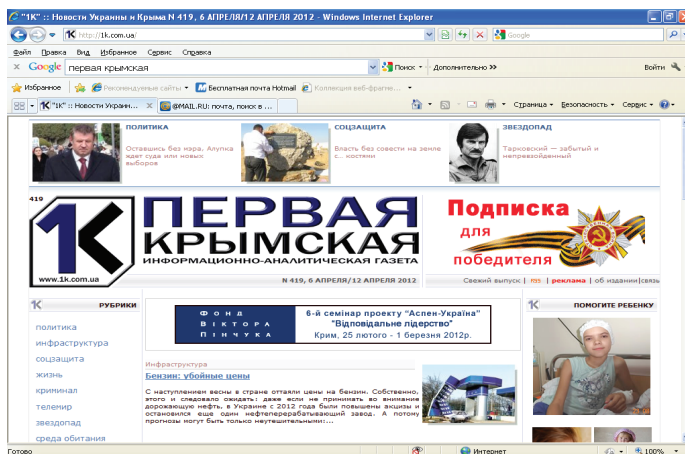 "1К" :: Новости Украины и Крыма N 419, 6 АПРЕЛЯ/12 АПРЕЛЯ 2012 - Windows Internet Explorer
http://1k.com.ua/
Google
Файл Правка Вид Избранное Сервис Справка
Google первая крымская Поиск Дополнительно >> Войти
Избранное Рекомендуемые сайты Бесплатная почта Hotmail Коллекция веб-фрагме...
"1К" :: Новости Украин... @MAIL.RU: почта, поиск в ... Страница Безопасность Сервис
ПОЛИТИКА
Оставшись без мэра. Алупка ждет суда или новых выборов
СОЦЗАЩИТА
Власть без совести на земле с.. костями
ЗВЕЗДОПАД
Тарковский — забытый и непревзойденный
419
1К
www.1k.com.ua
ПЕРВАЯ
КРЫМСКАЯ
ИНФОРМАЦИОННО-АНАЛИТИЧЕСКАЯ ГАЗЕТА
N 419, 6 АПРЕЛЯ/12 АПРЕЛЯ 2012
Подписка
для
победителя
Свежий выпуск | rss | реклама | об издании|связь
1К РУБРИКИ
политика
инфраструктура
соцзащита
жизнь
криминал
телемир
звездопад
среда обитания
ФОНД
ВІКТОРА
ПІНЧУКА
6-й семінар проекту "Аспен-Україна"
"Відповідальне лідерство"
Крим, 25 лютого - 1 березня 2012р.
Инфраструктура
Бензин: убойные цены
С наступлением весны в стране оттаяли цены на бензин. Собственно,
этого и следовало ожидать: даже если не принимать во внимание
дорожающую нефть, в Украине с 2012 года были повышены акцизы и
остановился еще один нефтеперерабатывающий завод. А потому
прогнозы могут быть только неутешительными:...
1К ПОМОГИТЕ РЕБЕНКУ
Готово Интернет 100%